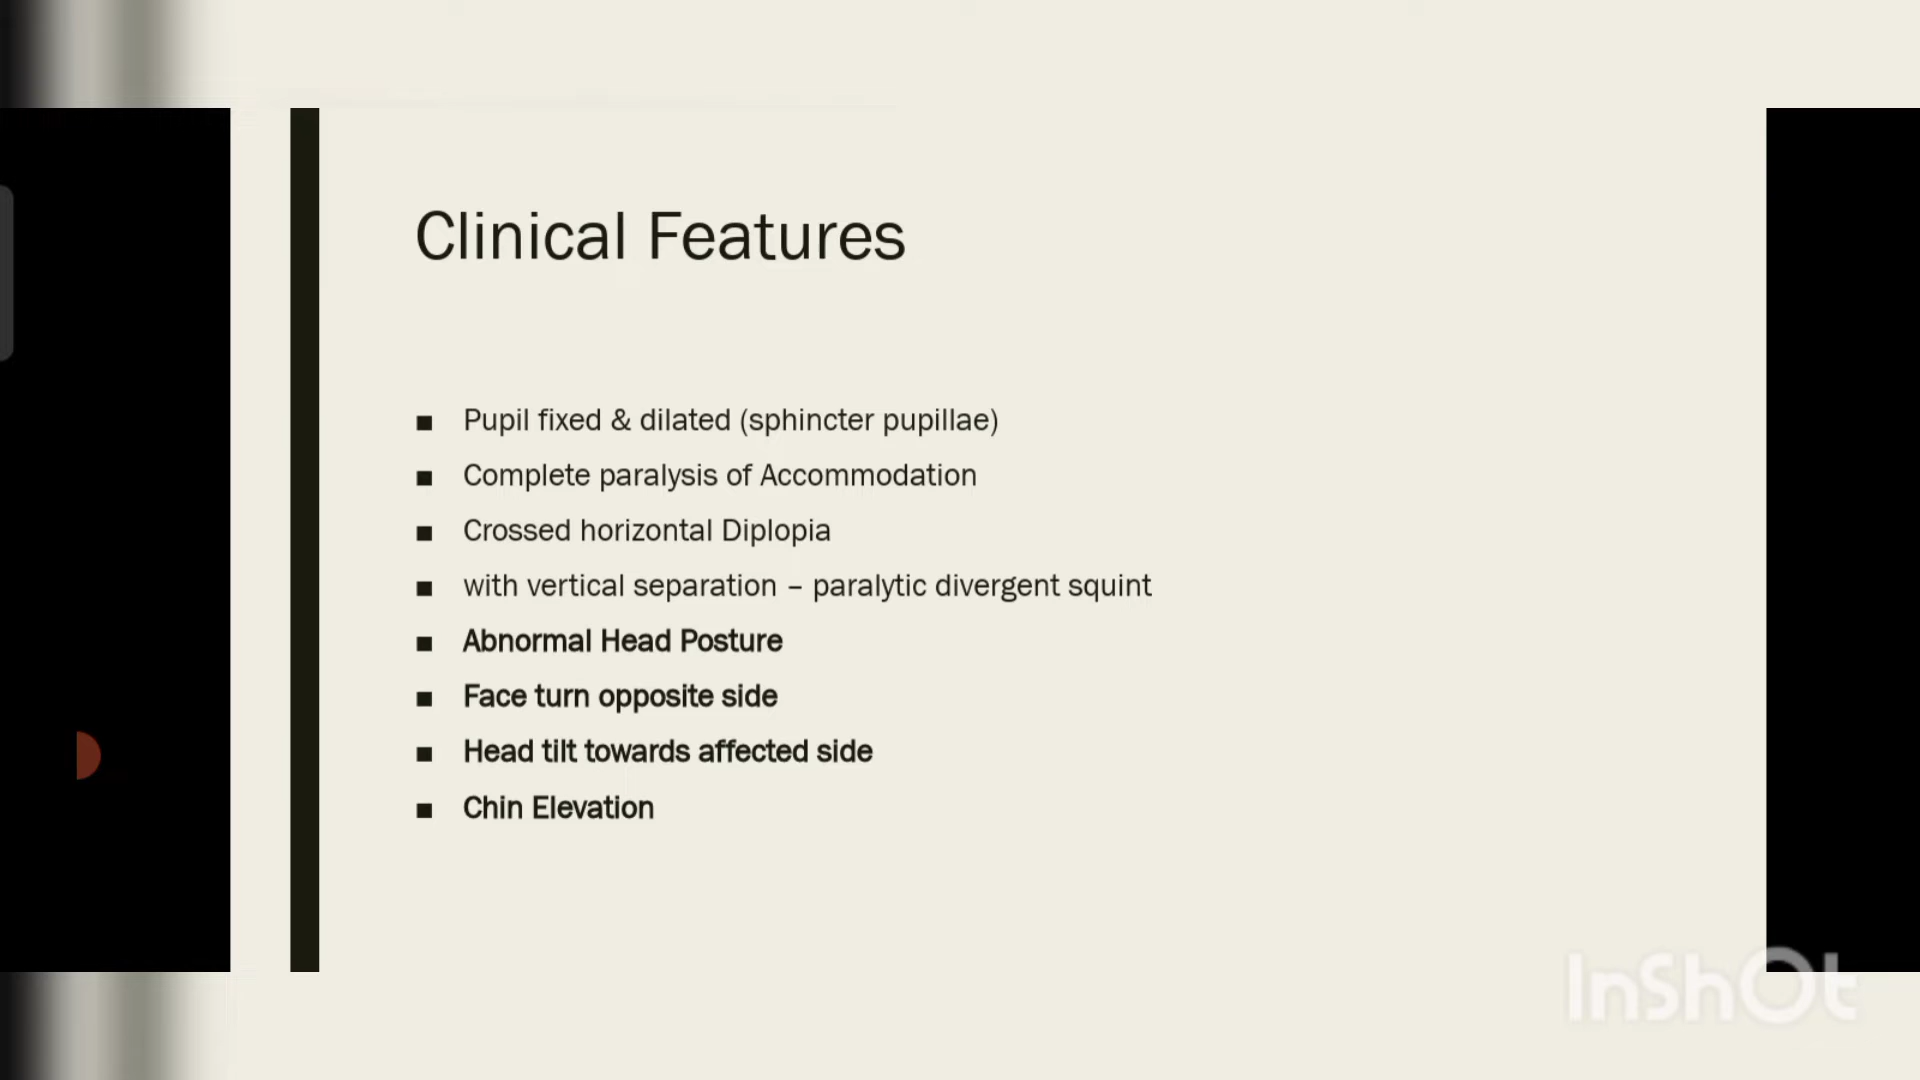 Clinical Features
■ Pupil fixed & dilated (sphincter pupillae)
■ Complete paralysis of Accommodation
■ Crossed horizontal Diplopia
■ with vertical separation – paralytic divergent squint
■ Abnormal Head Posture
■ Face turn opposite side
■ Head tilt towards affected side
■ Chin Elevation
InShOt